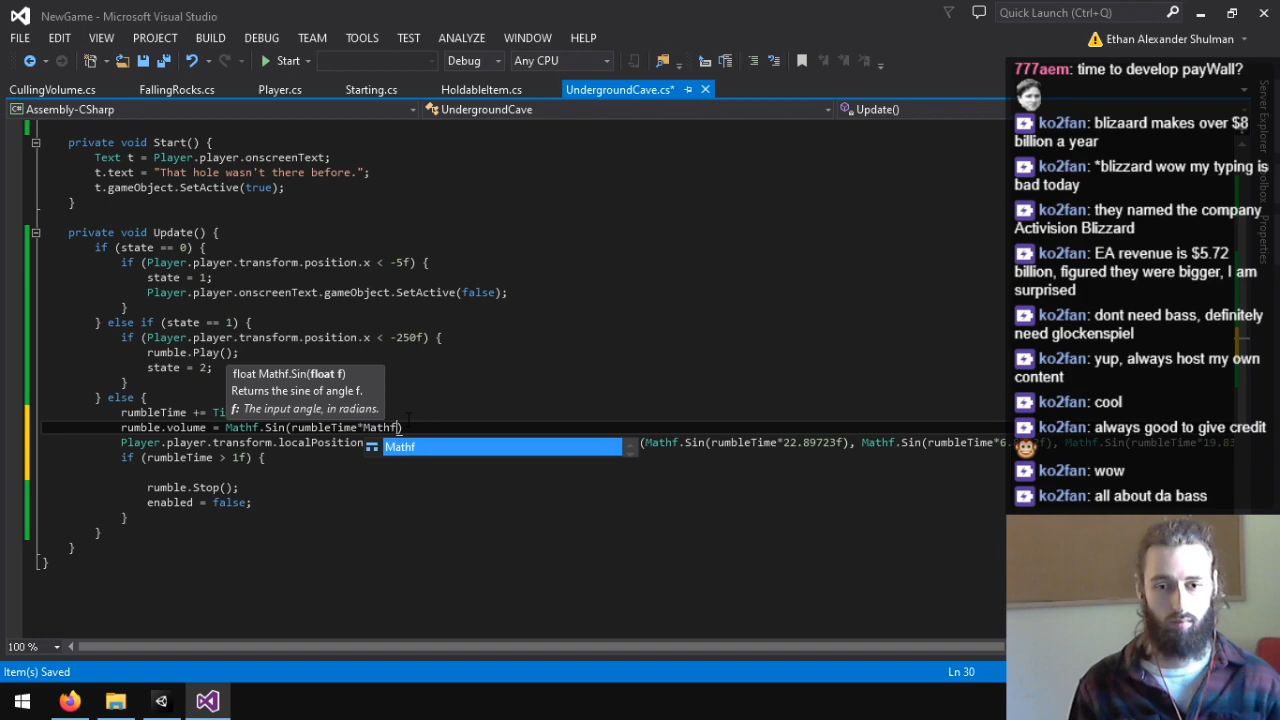 NewGame - Microsoft Visual Studio
Quick Launch (Ctrl+Q)
FILE EDIT VIEW PROJECT BUILD DEBUG TEAM TOOLS TEST ANALYZE WINDOW HELP
Ethan Alexander Shulman
Start Debug Any CPU
CullingVolume.cs FallingRocks.cs Player.cs Starting.cs HoldableItem.cs UndergroundCave.cs*
Assembly-CSharp UndergroundCave Update()
private void Start() {
Text t = Player.player.onscreenText;
t.text = "That hole wasn't there before.";
t.gameObject.SetActive(true);
}
private void Update() {
if (state == 0) {
if (Player.player.transform.position.x < -5f) {
state = 1;
Player.player.onscreenText.gameObject.SetActive(false);
}
} else if (state == 1) {
if (Player.player.transform.position.x < -250f) {
rumble.Play();
state = 2;
}
} else {
rumbleTime += Ti
rumble.volume = Mathf.Sin(rumbleTime*Mathf)
Player.player.transform.localPosition (Mathf.Sin(rumbleTime*22.89723f), Mathf.Sin(rumbleTime*6.
if (rumbleTime > 1f) {
rumble.Stop();
enabled = false;
}
}
}
}
float Mathf.Sin(float f)
Returns the sine of angle f.
f: The input angle, in radians.
Mathf
100 %
Item(s) Saved
Ln 30
777aem: time to develop payWall?
ko2fan: blizaard makes over $8
billion a year
ko2fan: *blizzard wow my typing is
bad today
ko2fan: they named the company
Activision Blizzard
ko2fan: EA revenue is $5.72
billion, figured they were bigger, I am
surprised
ko2fan: dont need bass, definitely
need glockenspiel
ko2fan: yup, always host my own
content
ko2fan: cool
ko2fan: always good to give credit
ko2fan: wow
ko2fan: all about da bass
Server Explorer
Toolbox
Properties